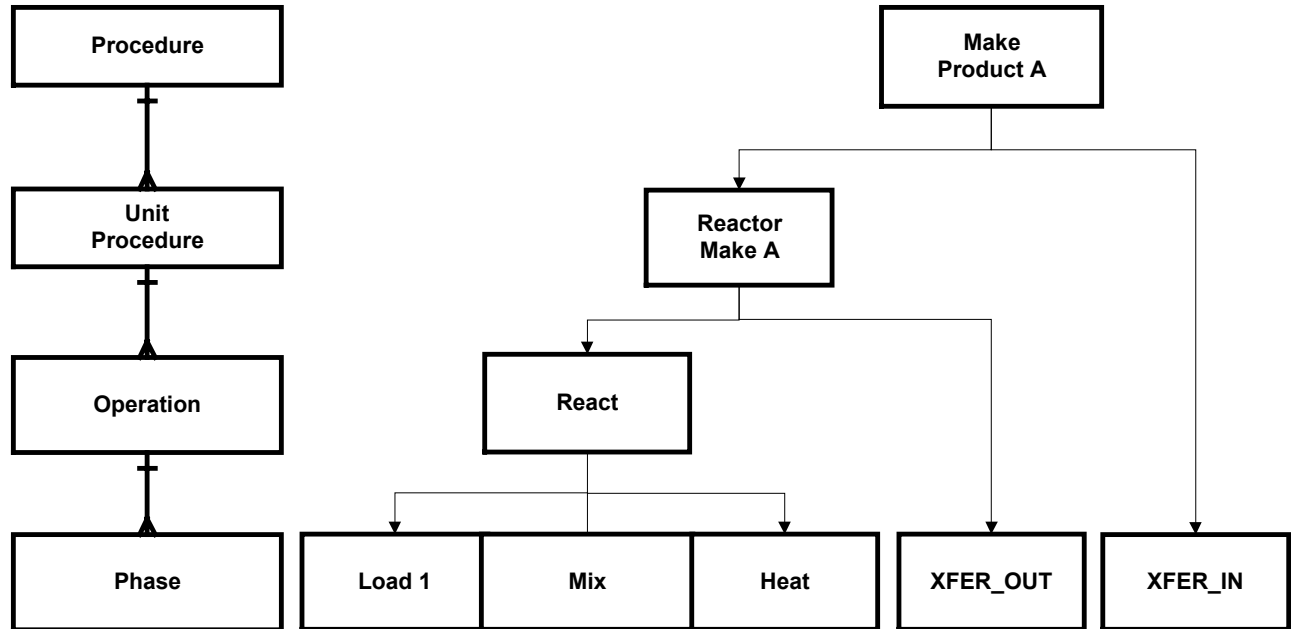 Procedure
Make
Product A
Unit
Procedure
Reactor
Make A
Operation
React
Phase
Load 1
Mix
Heat
XFER_OUT
XFER_IN